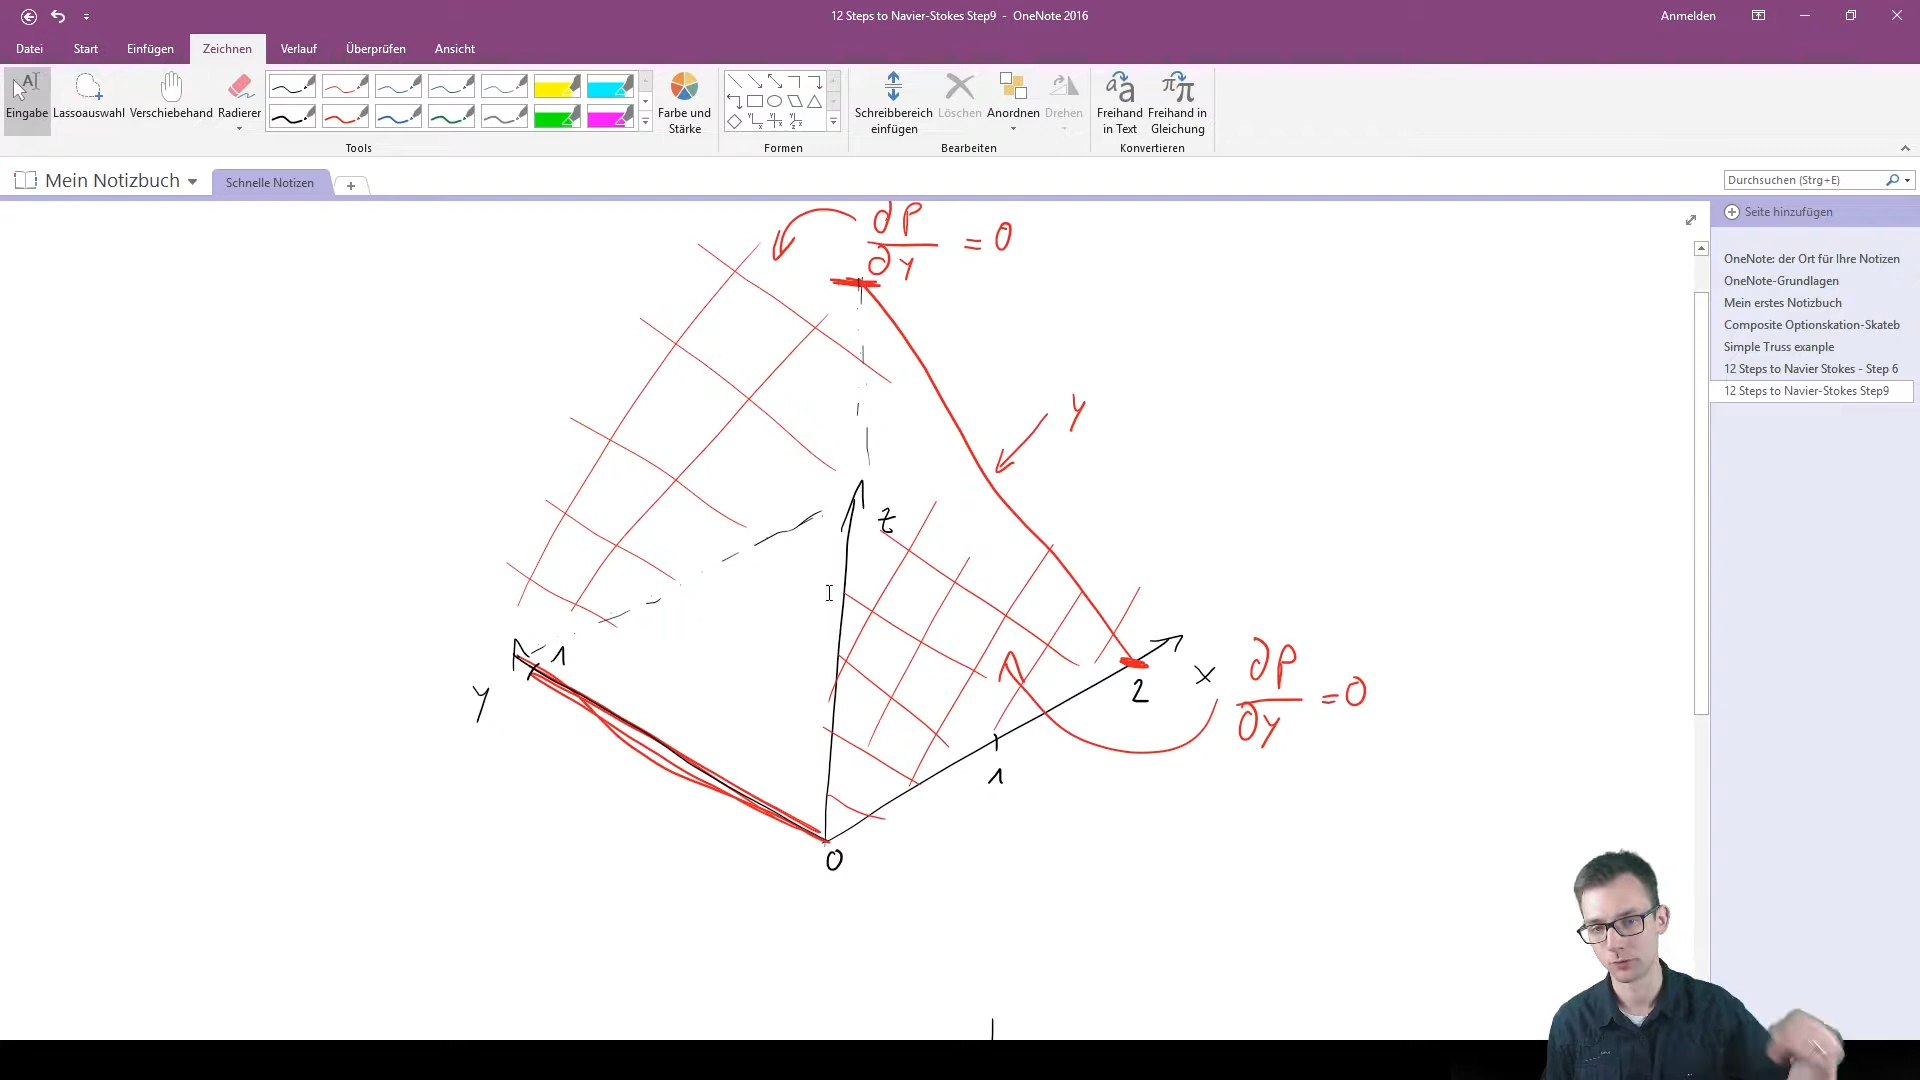 12 Steps to Navier-Stokes Step9 - OneNote 2016
Anmelden
Datei Start Einfügen Zeichnen Verlauf Überprüfen Ansicht
Eingabe Lassoauswahl Verschiebehand Radierer
Farbe und Stärke
Schreibbereich einfügen
Löschen Anordnen Drehen
Freihand in Text
Freihand in Gleichung
Tools Formen Bearbeiten Konvertieren
Mein Notizbuch
Schnelle Notizen
Durchsuchen (Strg+E)
Seite hinzufügen
OneNote: der Ort für Ihre Notizen
OneNote-Grundlagen
Mein erstes Notizbuch
Composite Optionskation-Skateb
Simple Truss exanple
12 Steps to Navier Stokes - Step 6
12 Steps to Navier-Stokes Step9
∂P
∂y = 0
y
z
1
y
x
2
∂P
∂y = 0
1
0